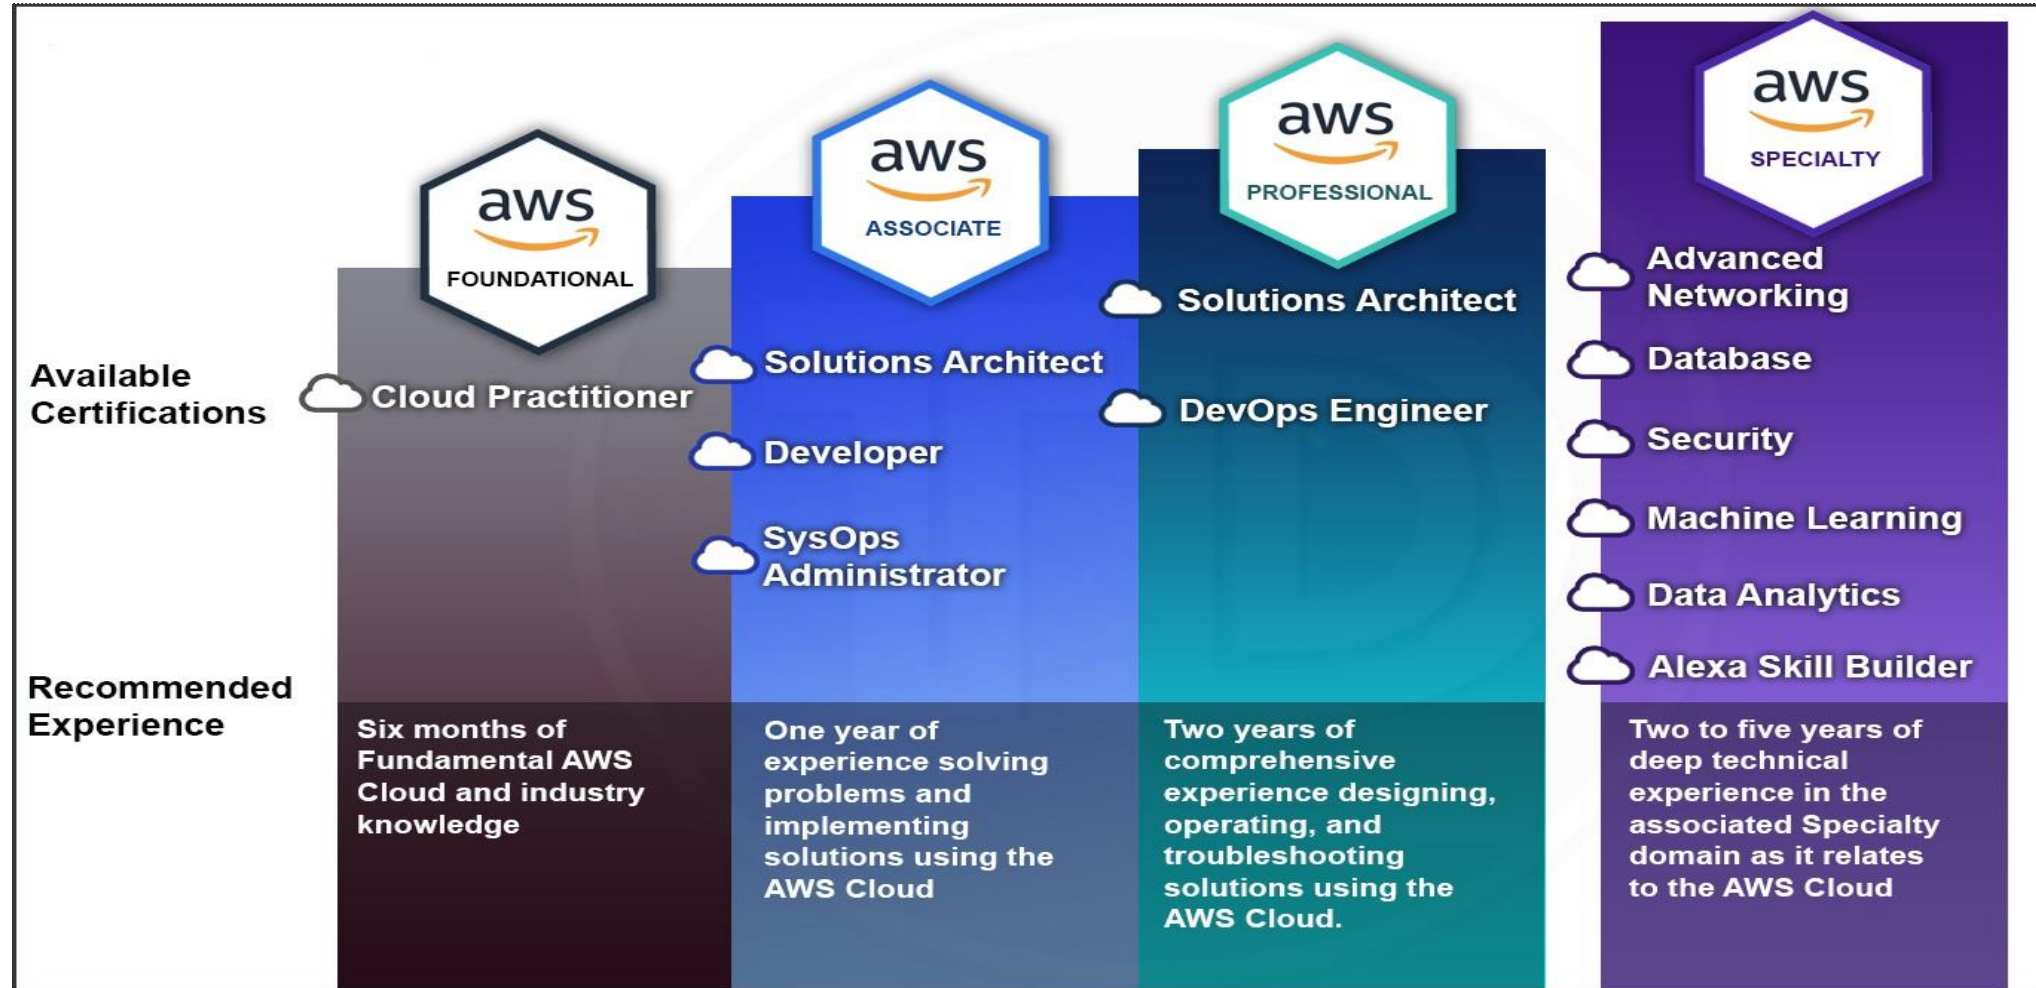 aws
FOUNDATIONAL
aws
ASSOCIATE
aws
PROFESSIONAL
aws
SPECIALTY
Available
Certifications
Cloud Practitioner
Solutions Architect
Developer
SysOps
Administrator
Solutions Architect
DevOps Engineer
Advanced
Networking
Database
Security
Machine Learning
Data Analytics
Alexa Skill Builder
Recommended
Experience
Six months of
Fundamental AWS
Cloud and industry
knowledge
One year of
experience solving
problems and
implementing
solutions using the
AWS Cloud
Two years of
comprehensive
experience designing,
operating, and
troubleshooting
solutions using the
AWS Cloud.
Two to five years of
deep technical
experience in the
associated Specialty
domain as it relates
to the AWS Cloud